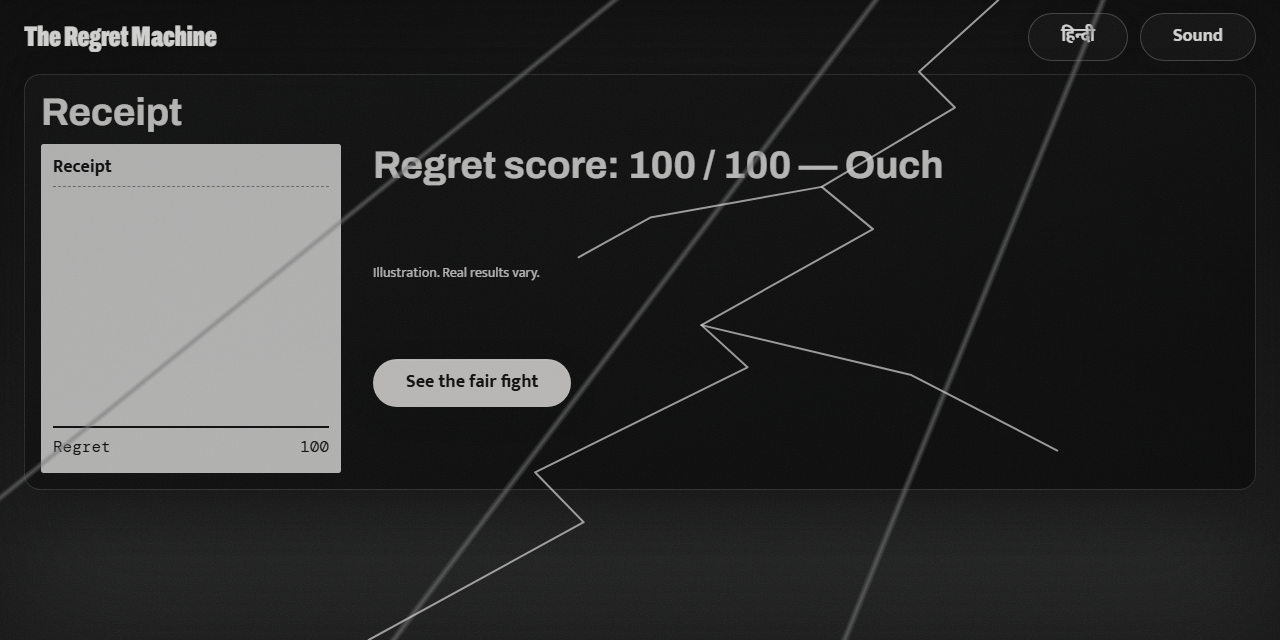 The Regret Machine
हिन्दी
Sound
Receipt
Receipt
Regret 100
Regret score: 100 / 100 — Ouch
Illustration. Real results vary.
See the fair fight